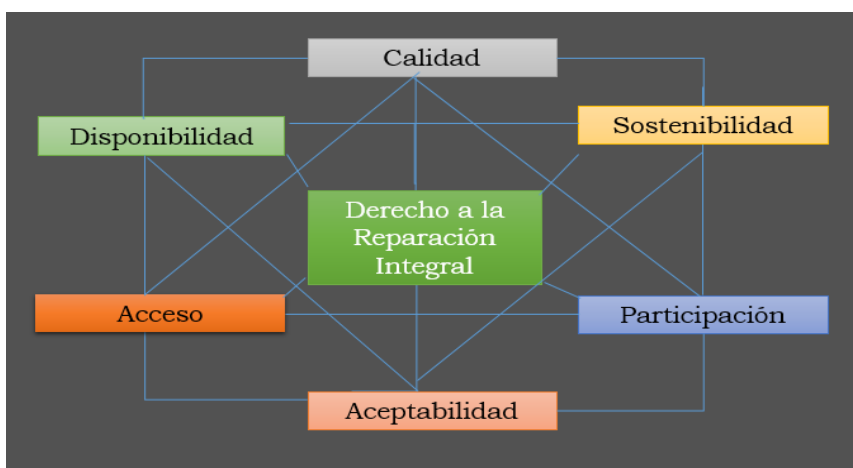 Calidad
Disponibilidad
Sostenibilidad
Derecho a la
Reparación
Integral
Acceso
Participación
Aceptabilidad